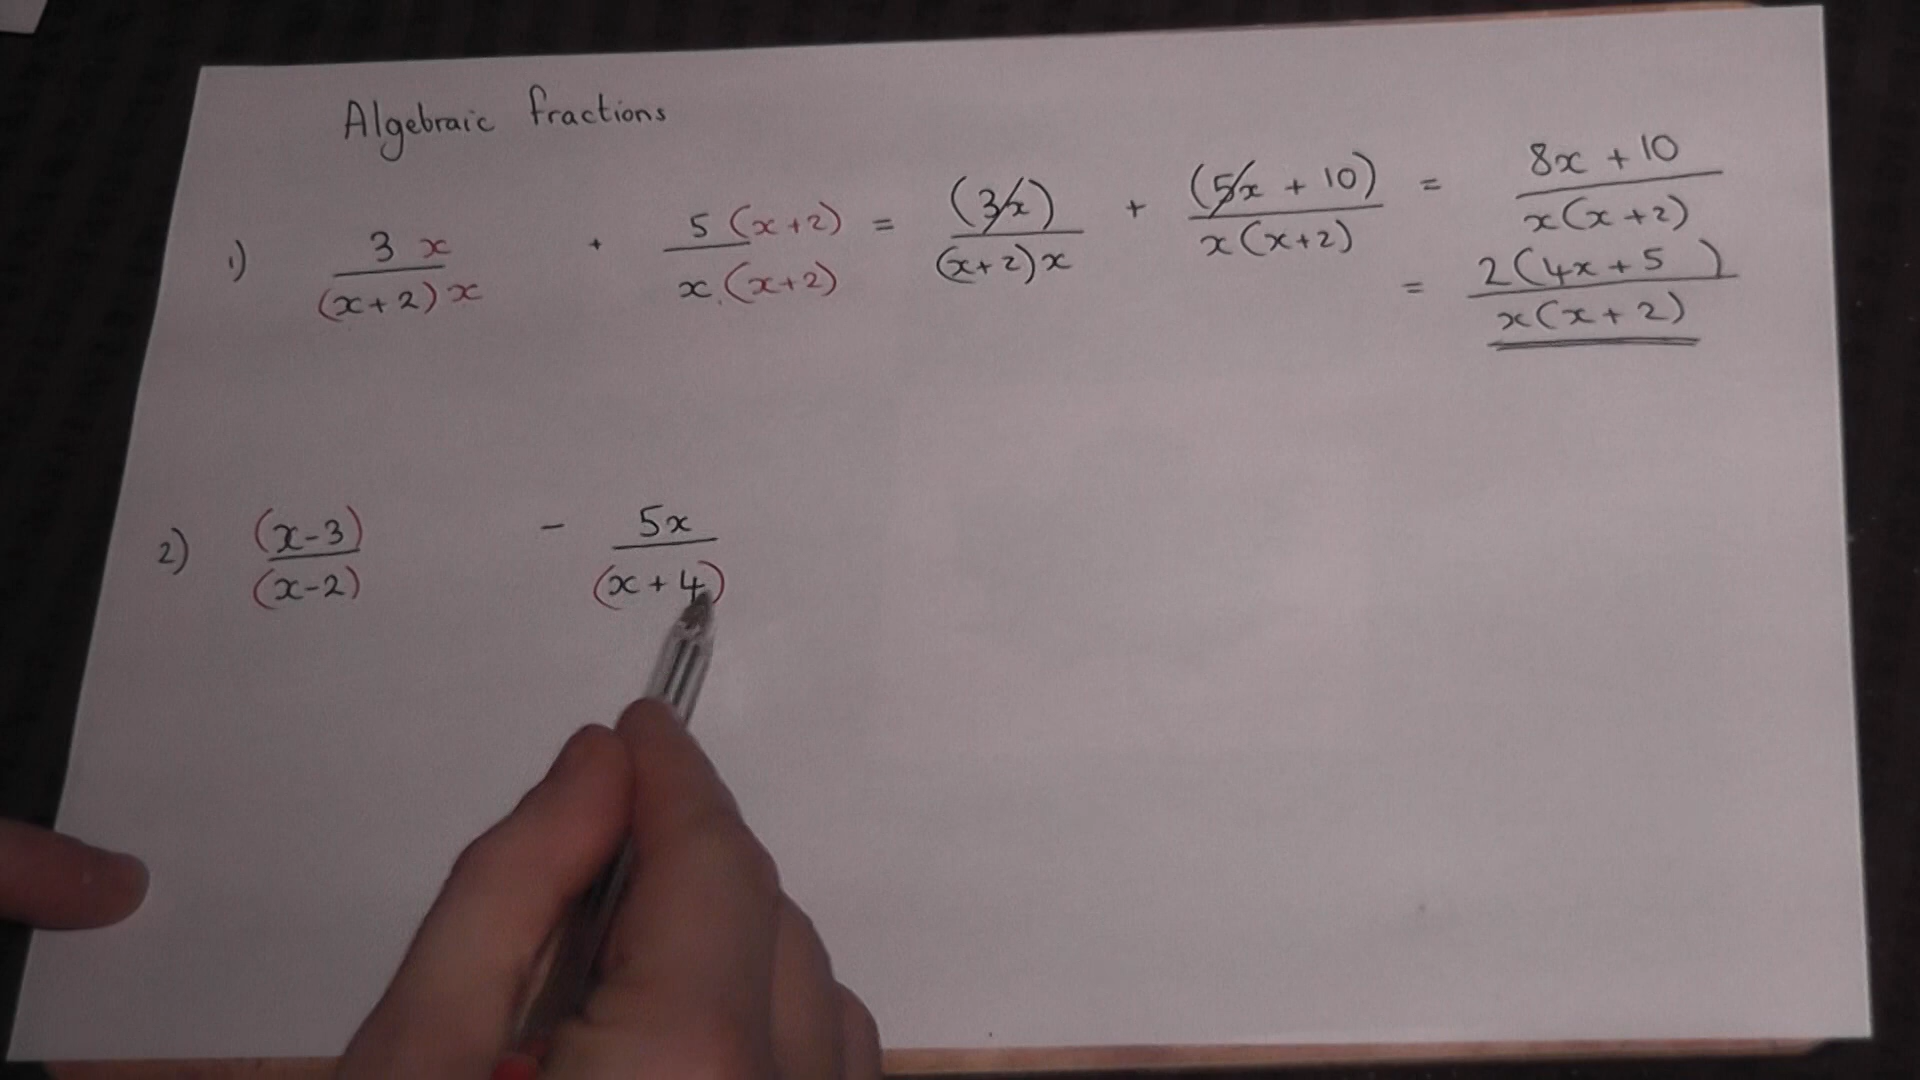 Algebraic fractions
1) 3 x / (x+2) x + 5 (x+2) / x.(x+2) = (3x) / (x+2)x + (5x + 10) / x(x+2) = 8x + 10 / x(x+2)
= 2(4x+5) / x(x+2)
2) (x-3) / (x-2) - 5x / (x+4)